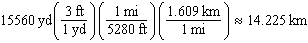 15560 yd(3 ft/1 yd)(1 mi/5280 ft)(1.609 km/1 mi) ≈ 14.225 km